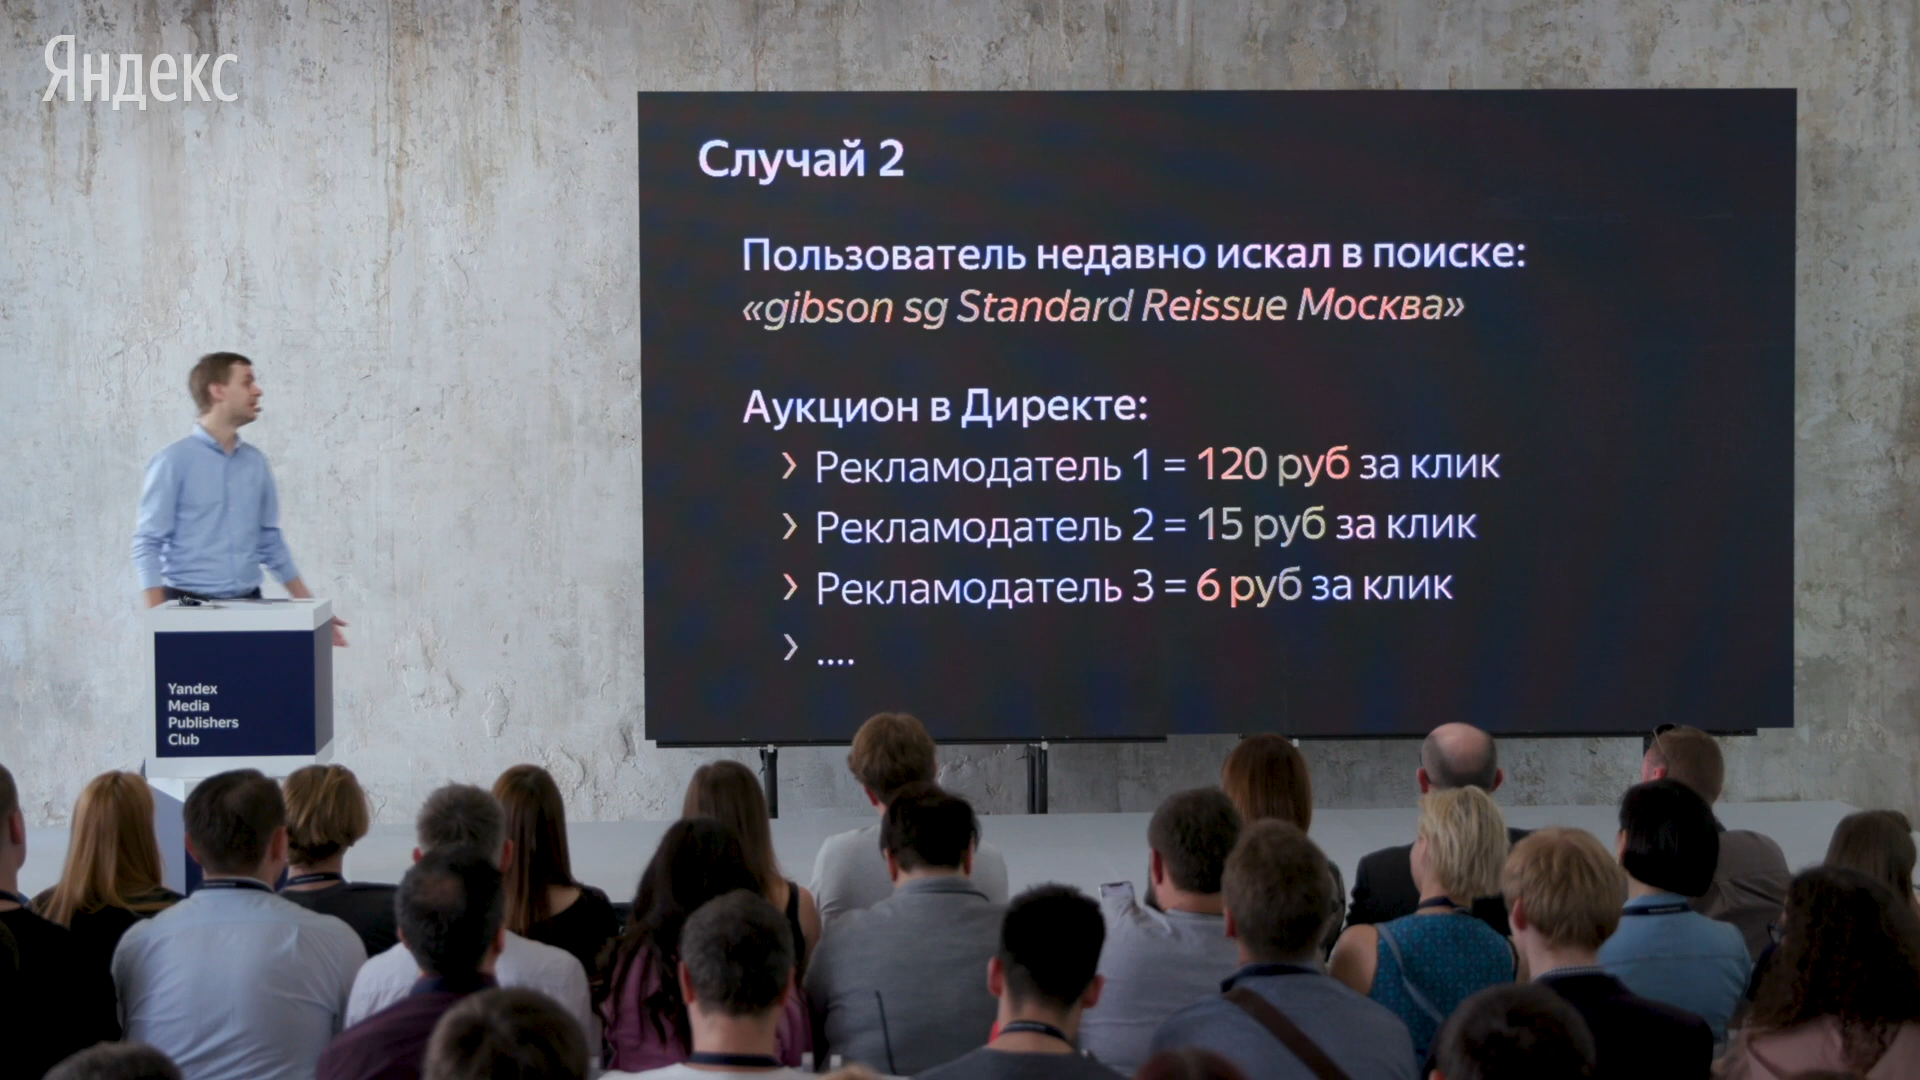 Яндекс
Случай 2
Пользователь недавно искал в поиске:
«gibson sg Standard Reissue Москва»
Аукцион в Директе:
› Рекламодатель 1 = 120 руб за клик
› Рекламодатель 2 = 15 руб за клик
› Рекламодатель 3 = 6 руб за клик
› ....
Yandex
Media
Publishers
Club